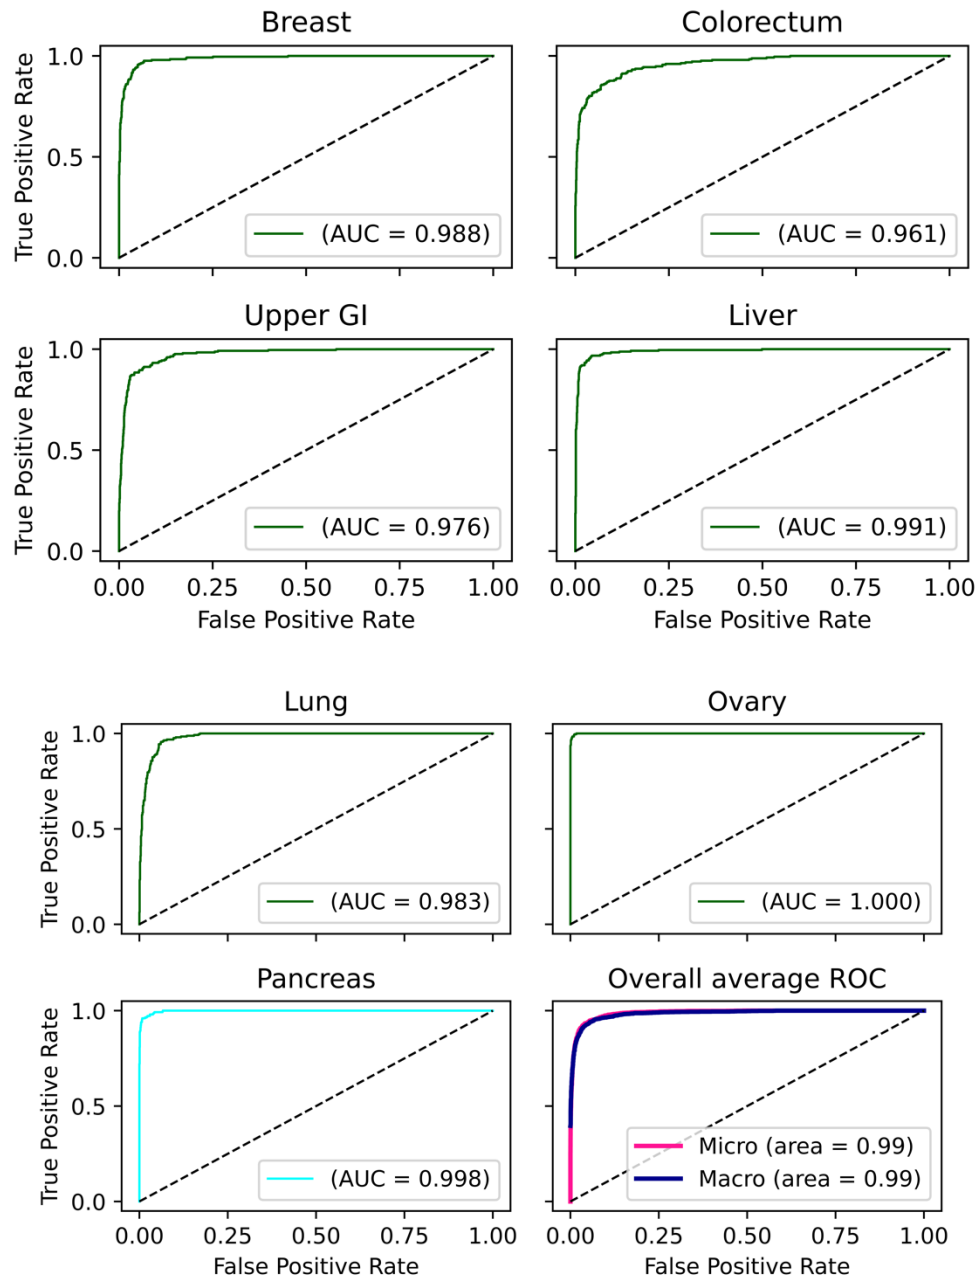 Breast
Colorectum
True Positive Rate
1.0
0.5
0.0
(AUC = 0.988)
(AUC = 0.961)
Upper GI
Liver
True Positive Rate
1.0
0.5
0.0
(AUC = 0.976)
(AUC = 0.991)
0.00 0.25 0.50 0.75 1.00
0.00 0.25 0.50 0.75 1.00
False Positive Rate
False Positive Rate
Lung
Ovary
True Positive Rate
1.0
0.5
0.0
(AUC = 0.983)
(AUC = 1.000)
Pancreas
Overall average ROC
True Positive Rate
1.0
0.5
0.0
(AUC = 0.998)
Micro (area = 0.99)
Macro (area = 0.99)
0.00 0.25 0.50 0.75 1.00
0.00 0.25 0.50 0.75 1.00
False Positive Rate
False Positive Rate